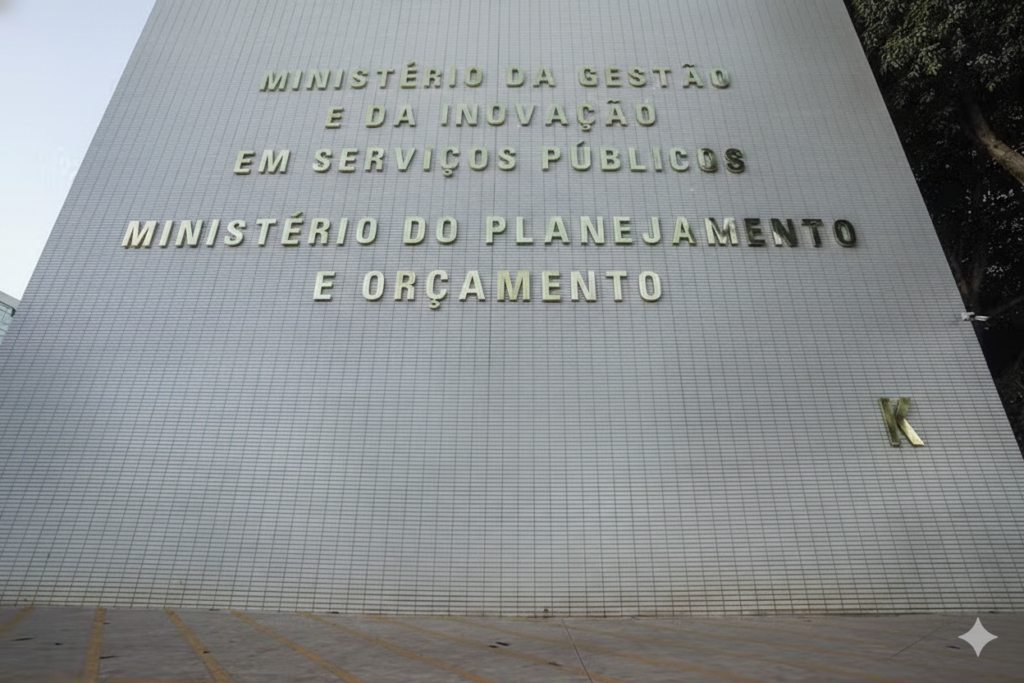 MINISTÉRIO DA GESTÃO
E DA INOVAÇÃO
EM SERVIÇOS PÚBLICOS
MINISTÉRIO DO PLANEJAMENTO
E ORÇAMENTO
K